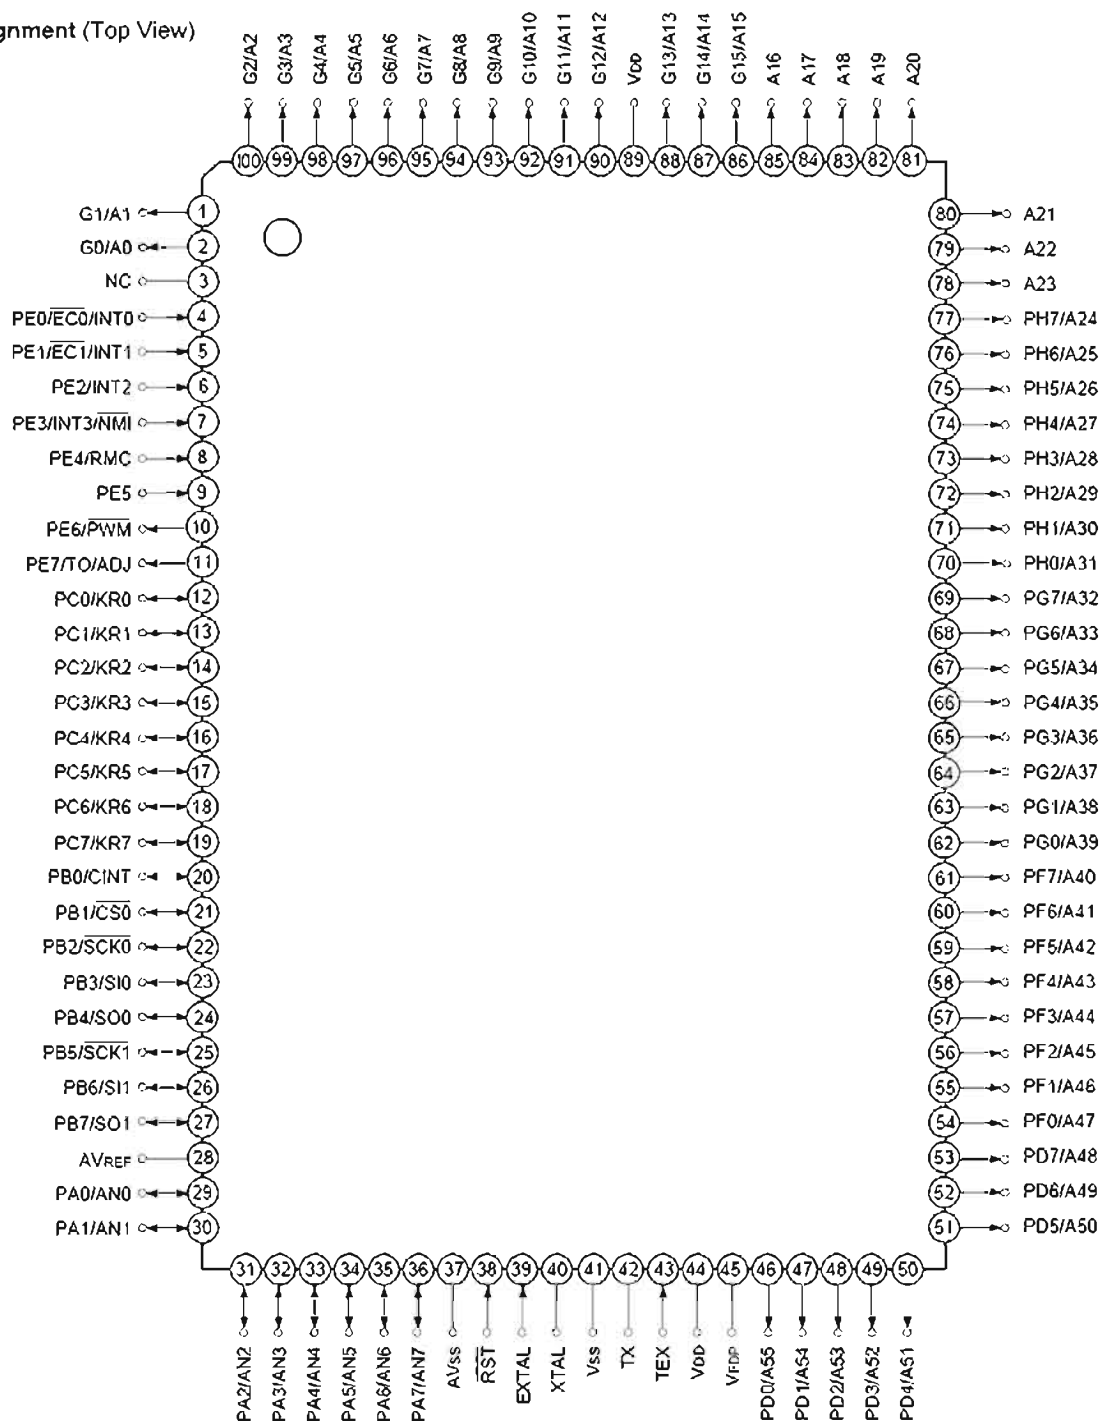 gnment (Top View)
G2/A2
G3/A3
G4/A4
G5/A5
G6/A6
G7/A7
G8/A8
G9/A9
G10/A10
G11/A11
G12/A12
VDD
G13/A13
G14/A14
G15/A15
A16
A17
A18
A19
A20
100 99 98 97 96 95 94 93 92 91 90 89 88 87 86 85 84 83 82 81
G1/A1 1 80 A21
G0/A0 2 79 A22
NC 3 78 A23
PE0/E̅C̅0̅/INT0 4 77 PH7/A24
PE1/E̅C̅1̅/INT1 5 76 PH6/A25
PE2/INT2 6 75 PH5/A26
PE3/INT3/N̅M̅I̅ 7 74 PH4/A27
PE4/RMC 8 73 PH3/A28
PE5 9 72 PH2/A29
PE6/P̅W̅M̅ 10 71 PH1/A30
PE7/TO/ADJ 11 70 PH0/A31
PC0/KR0 12 69 PG7/A32
PC1/KR1 13 68 PG6/A33
PC2/KR2 14 67 PG5/A34
PC3/KR3 15 66 PG4/A35
PC4/KR4 16 65 PG3/A36
PC5/KR5 17 64 PG2/A37
PC6/KR6 18 63 PG1/A38
PC7/KR7 19 62 PG0/A39
PB0/CINT 20 61 PF7/A40
PB1/C̅S̅0̅ 21 60 PF6/A41
PB2/S̅C̅K̅0̅ 22 59 PF5/A42
PB3/SI0 23 58 PF4/A43
PB4/SO0 24 57 PF3/A44
PB5/S̅C̅K̅1̅ 25 56 PF2/A45
PB6/SI1 26 55 PF1/A46
PB7/SO1 27 54 PF0/A47
AVREF 28 53 PD7/A48
PA0/AN0 29 52 PD6/A49
PA1/AN1 30 51 PD5/A50
31 32 33 34 35 36 37 38 39 40 41 42 43 44 45 46 47 48 49 50
PA2/AN2
PA3/AN3
PA4/AN4
PA5/AN5
PA6/AN6
PA7/AN7
AVSS
R̅S̅T̅
EXTAL
XTAL
VSS
TX
TEX
VDD
VFDP
PD0/A55
PD1/A54
PD2/A53
PD3/A52
PD4/A51